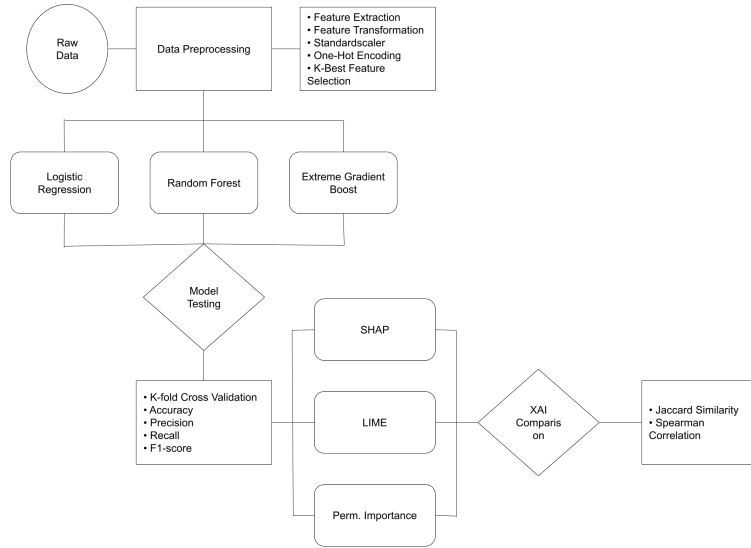 Raw
Data
Data Preprocessing
• Feature Extraction
• Feature Transformation
• Standardscaler
• One-Hot Encoding
• K-Best Feature
Selection
Logistic
Regression
Random Forest
Extreme Gradient
Boost
Model
Testing
• K-fold Cross Validation
• Accuracy
• Precision
• Recall
• F1-score
SHAP
LIME
Perm. Importance
XAI
Comparis
on
• Jaccard Similarity
• Spearman
Correlation